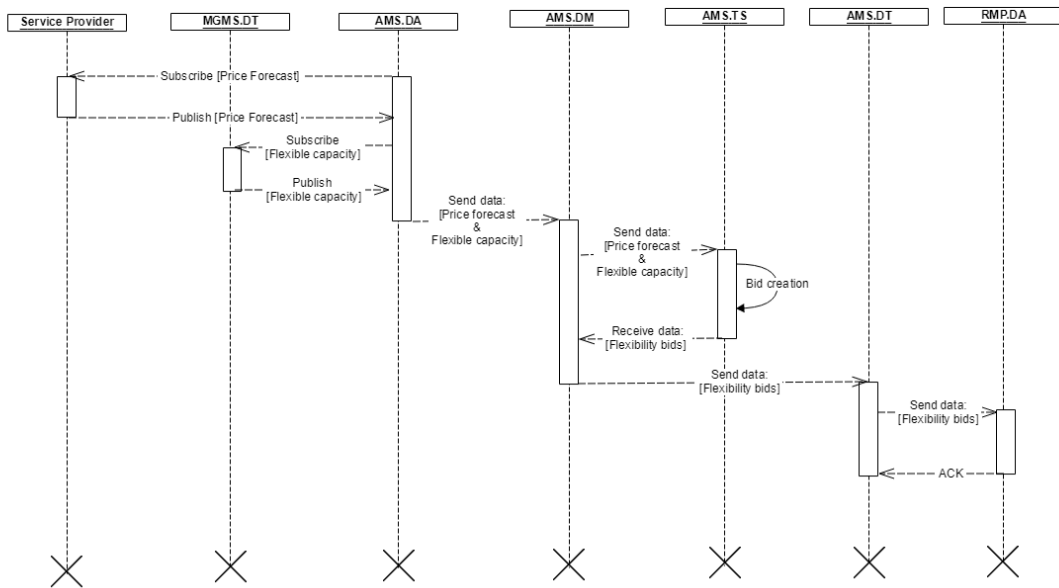 Service Provider
MGMS.DT
AMS.DA
AMS.DM
AMS.TS
AMS.DT
RMP.DA
Subscribe [Price Forecast]
Publish [Price Forecast]
Subscribe
[Flexible capacity]
Publish
[Flexible capacity]
Send data:
[Price forecast
&
Flexible capacity]
Send data:
[Price forecast
&
Flexible capacity]
Bid creation
Receive data:
[Flexibility bids]
Send data:
[Flexibility bids]
Send data:
[Flexibility bids]
ACK